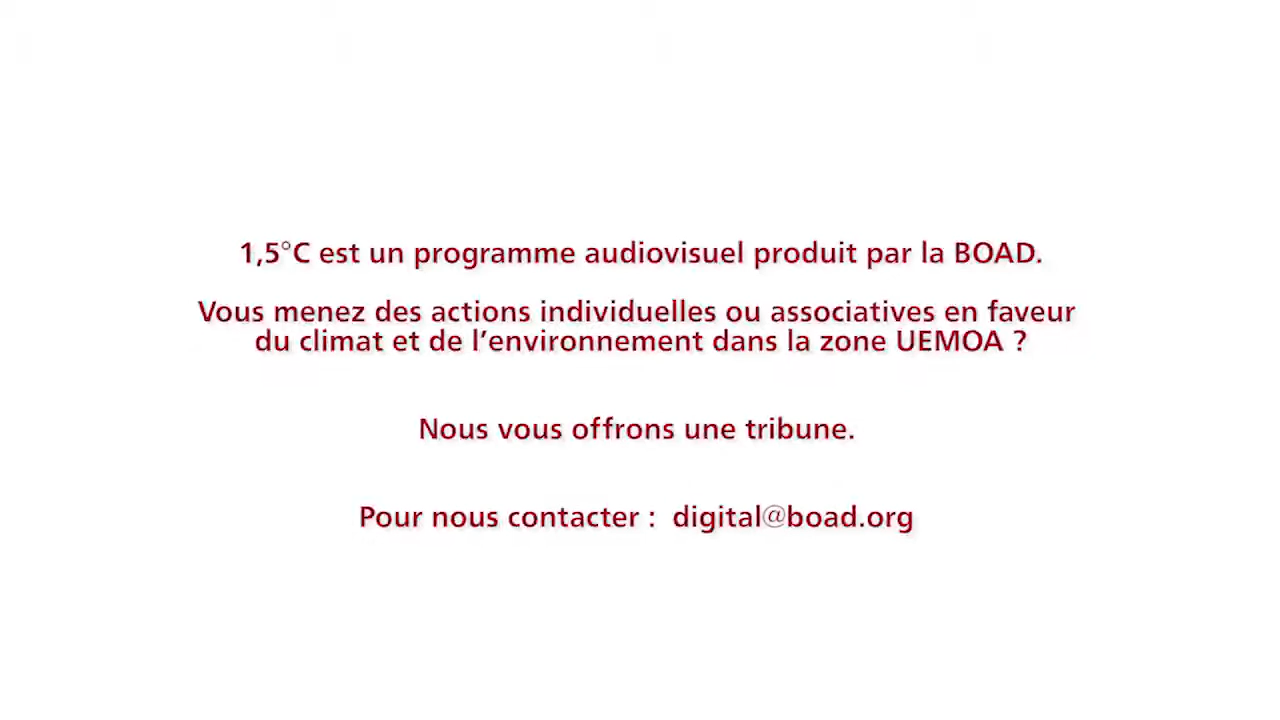 1,5°C est un programme audiovisuel produit par la BOAD.
Vous menez des actions individuelles ou associatives en faveur
du climat et de l’environnement dans la zone UEMOA ?
Nous vous offrons une tribune.
Pour nous contacter :  digital@boad.org